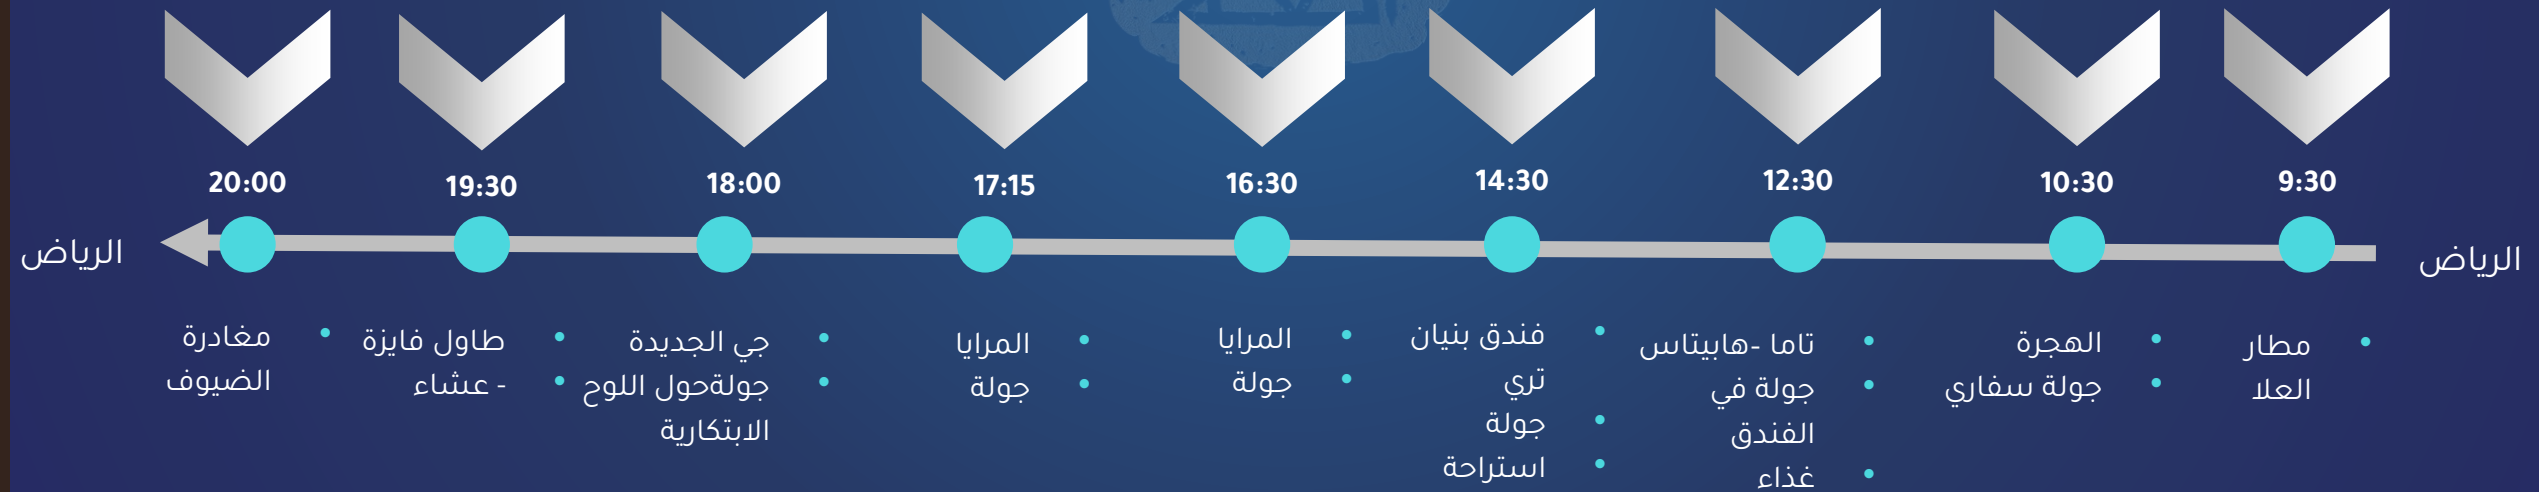 الرياض
9:30
مطار
العلا
10:30
الهجرة
جولة سفاري
12:30
تاما -هابيتاس
جولة في
الفندق
غذاء
14:30
فندق بنيان
تري
جولة
استراحة
16:30
المرايا
جولة
17:15
المرايا
جولة
18:00
جي الجديدة
جولةحول اللوح
الابتكارية
19:30
طاول فايزة
- عشاء
20:00
مغادرة
الضيوف
الرياض